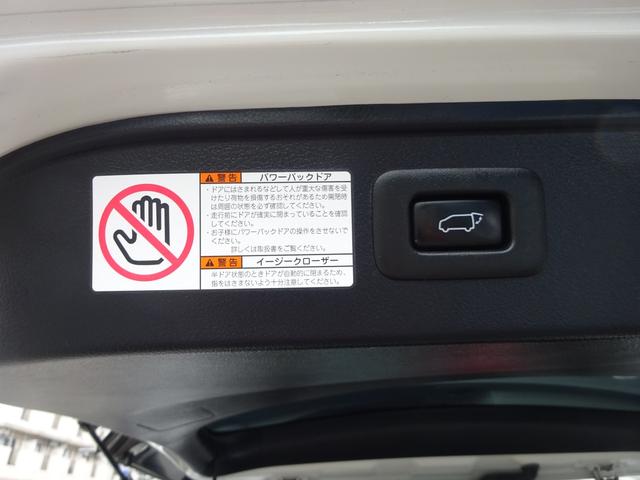 警告 パワーバックドア
・ドアにはさまれるなどして人が重大な傷害を受
けたり荷物を損傷するおそれがあるため開閉時
は周囲の状態を必ず確認してください。
・走行前にドアが確実に閉まっていることを確認
してください。
・お子様にパワーバックドアの操作をさせないで
ください。
詳しくは取扱書をご覧ください。
警告 イージークローザー
半ドア状態のときドアが自動的に閉まるため、
指をはさまないよう十分注意してください。